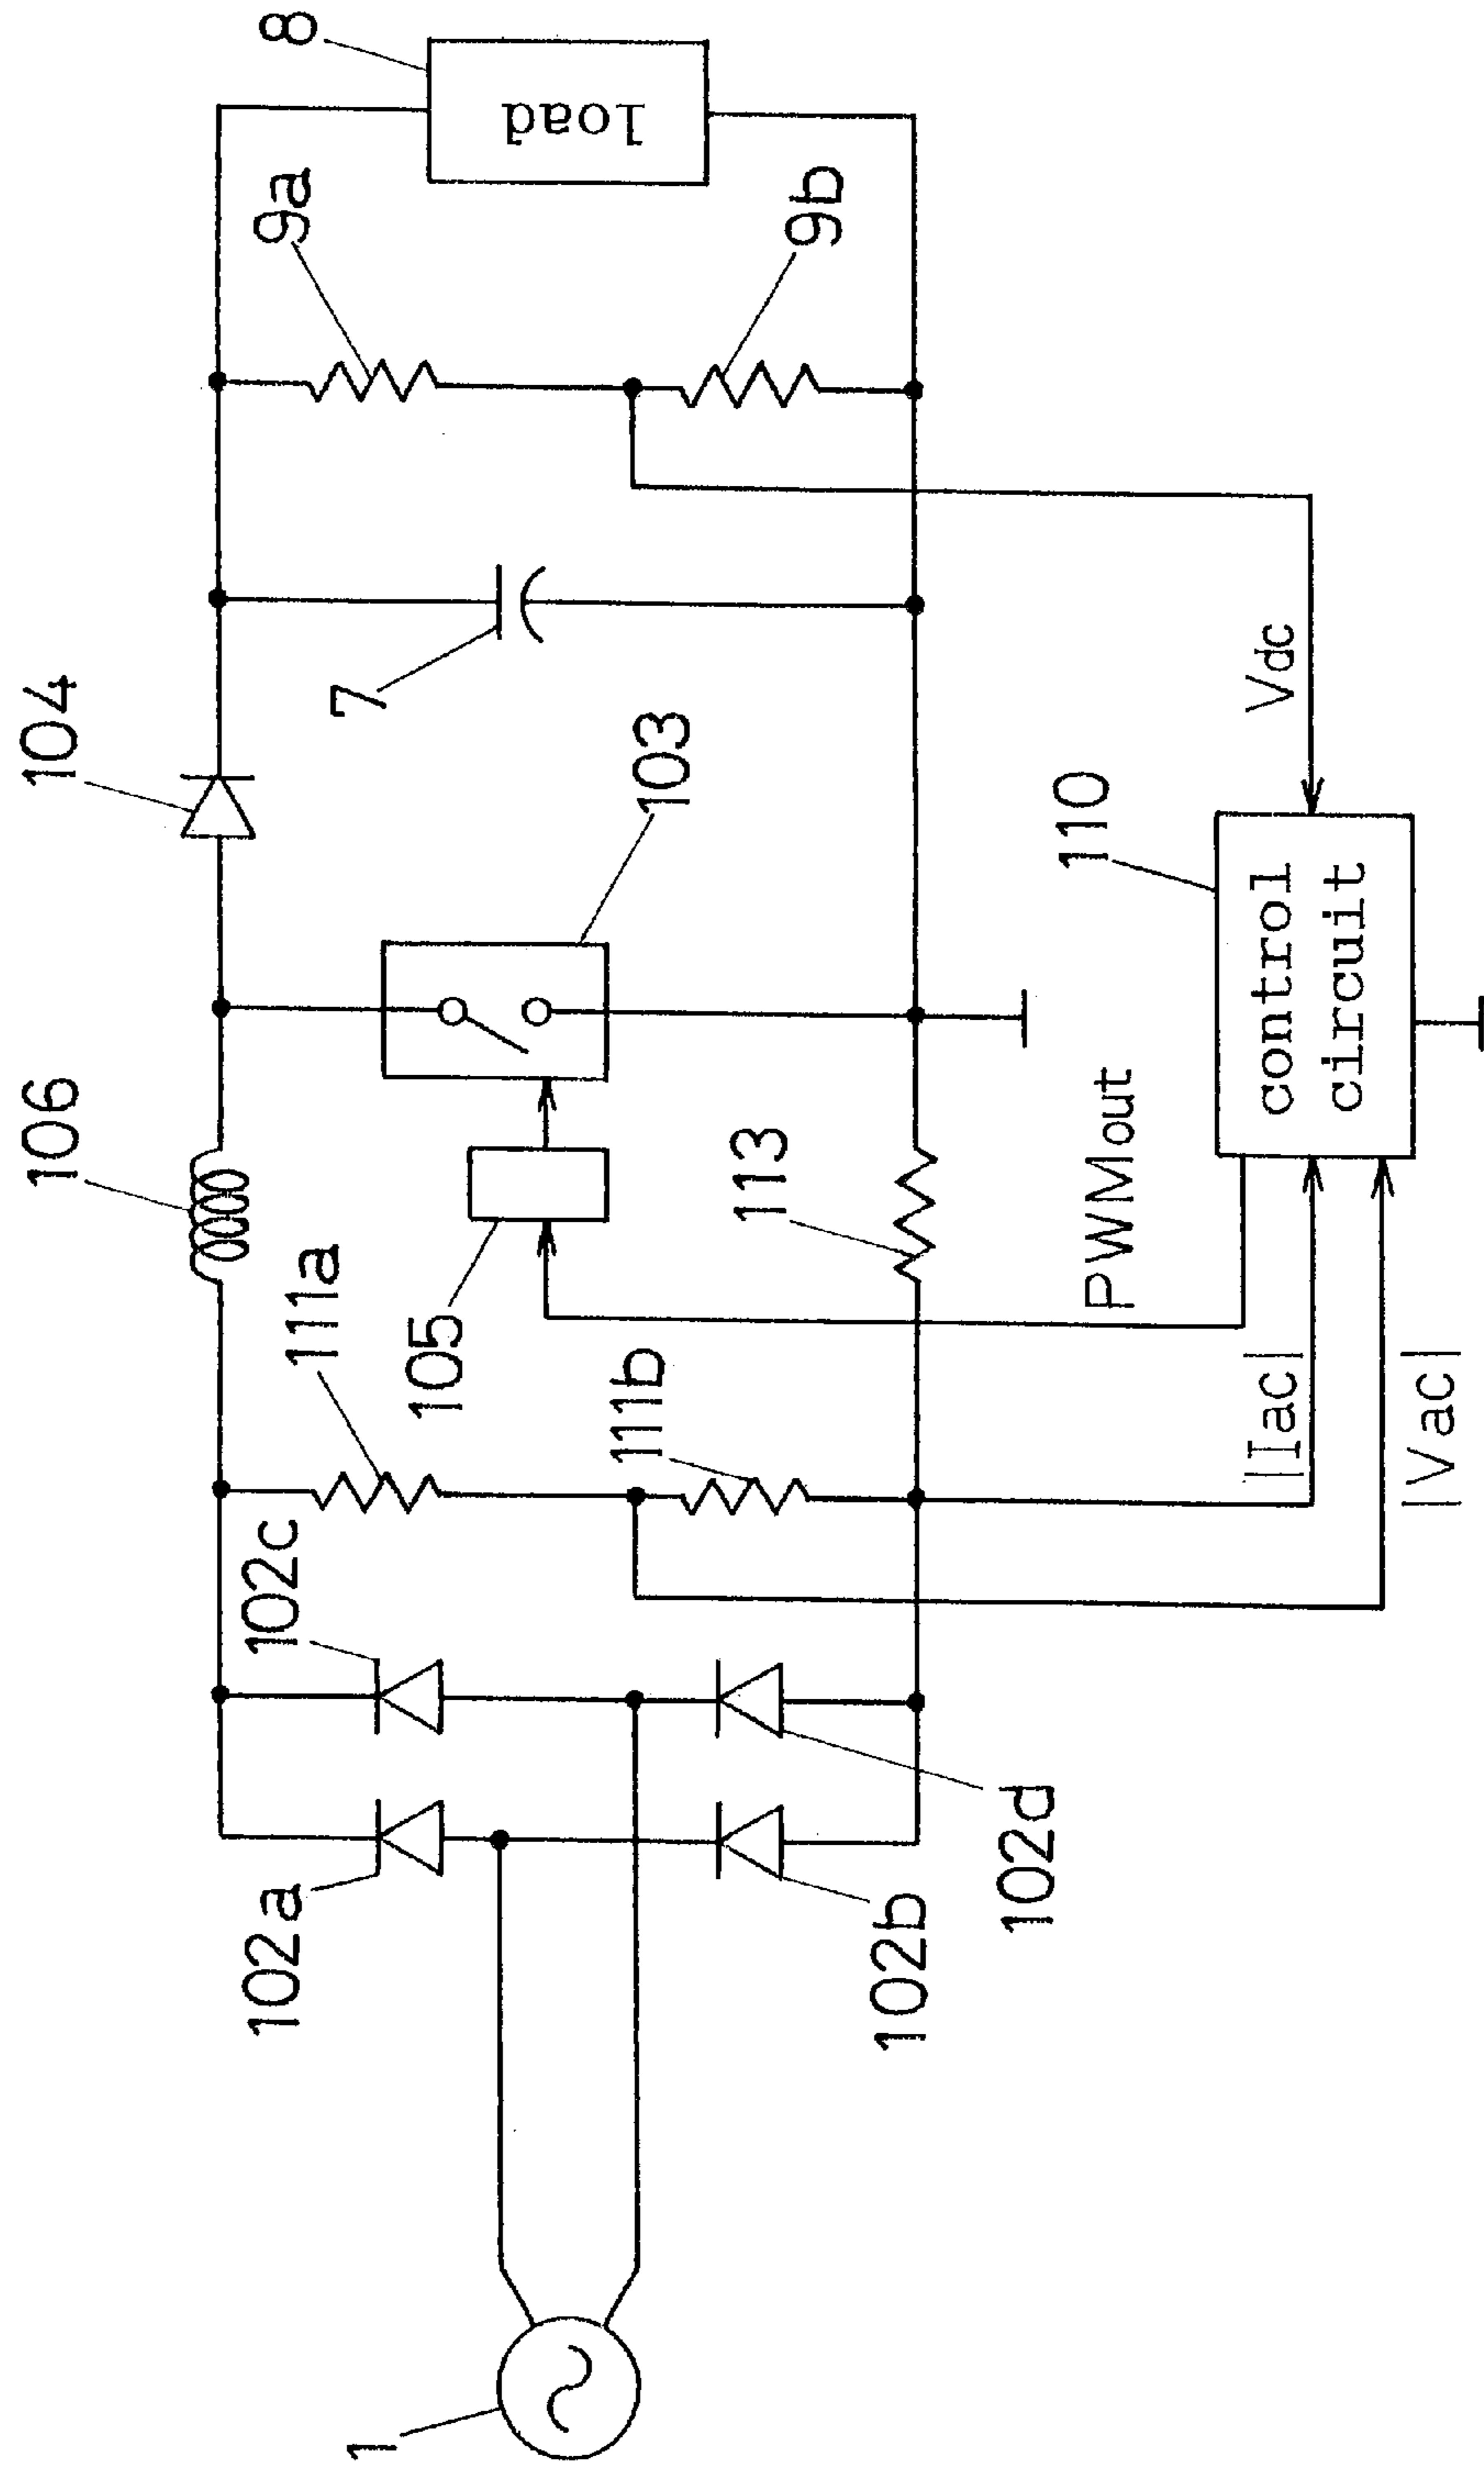 106
104
8
102a
102c
111a
7
9a
105
103
111b
113
9b
load
102b
102d
PWMout
110
|Iac|
|Vac|
control
circuit
Vdc
1